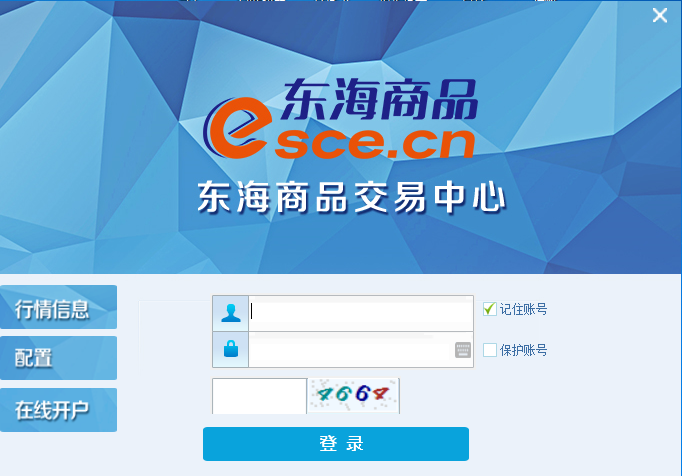 东海商品
esce.cn
东海商品交易中心
行情信息
记住账号
配置
保护账号
在线开户
4664
登 录